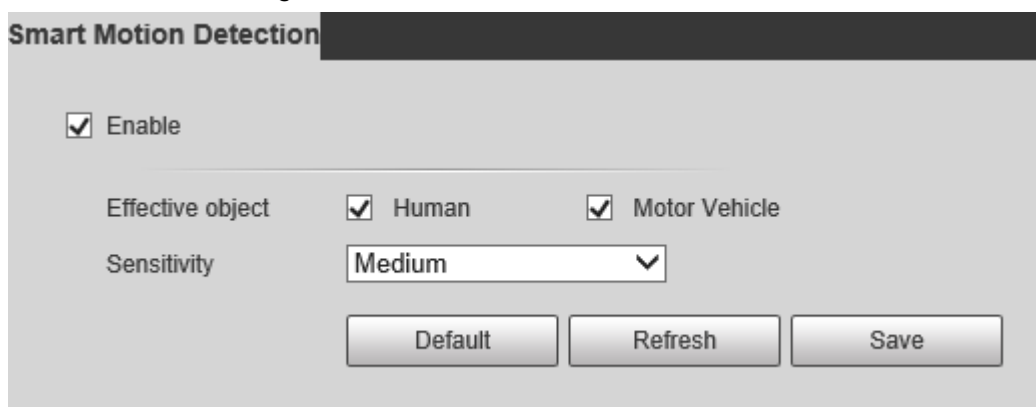 Smart Motion Detection
Enable
Effective object Human Motor Vehicle
Sensitivity Medium
Default Refresh Save